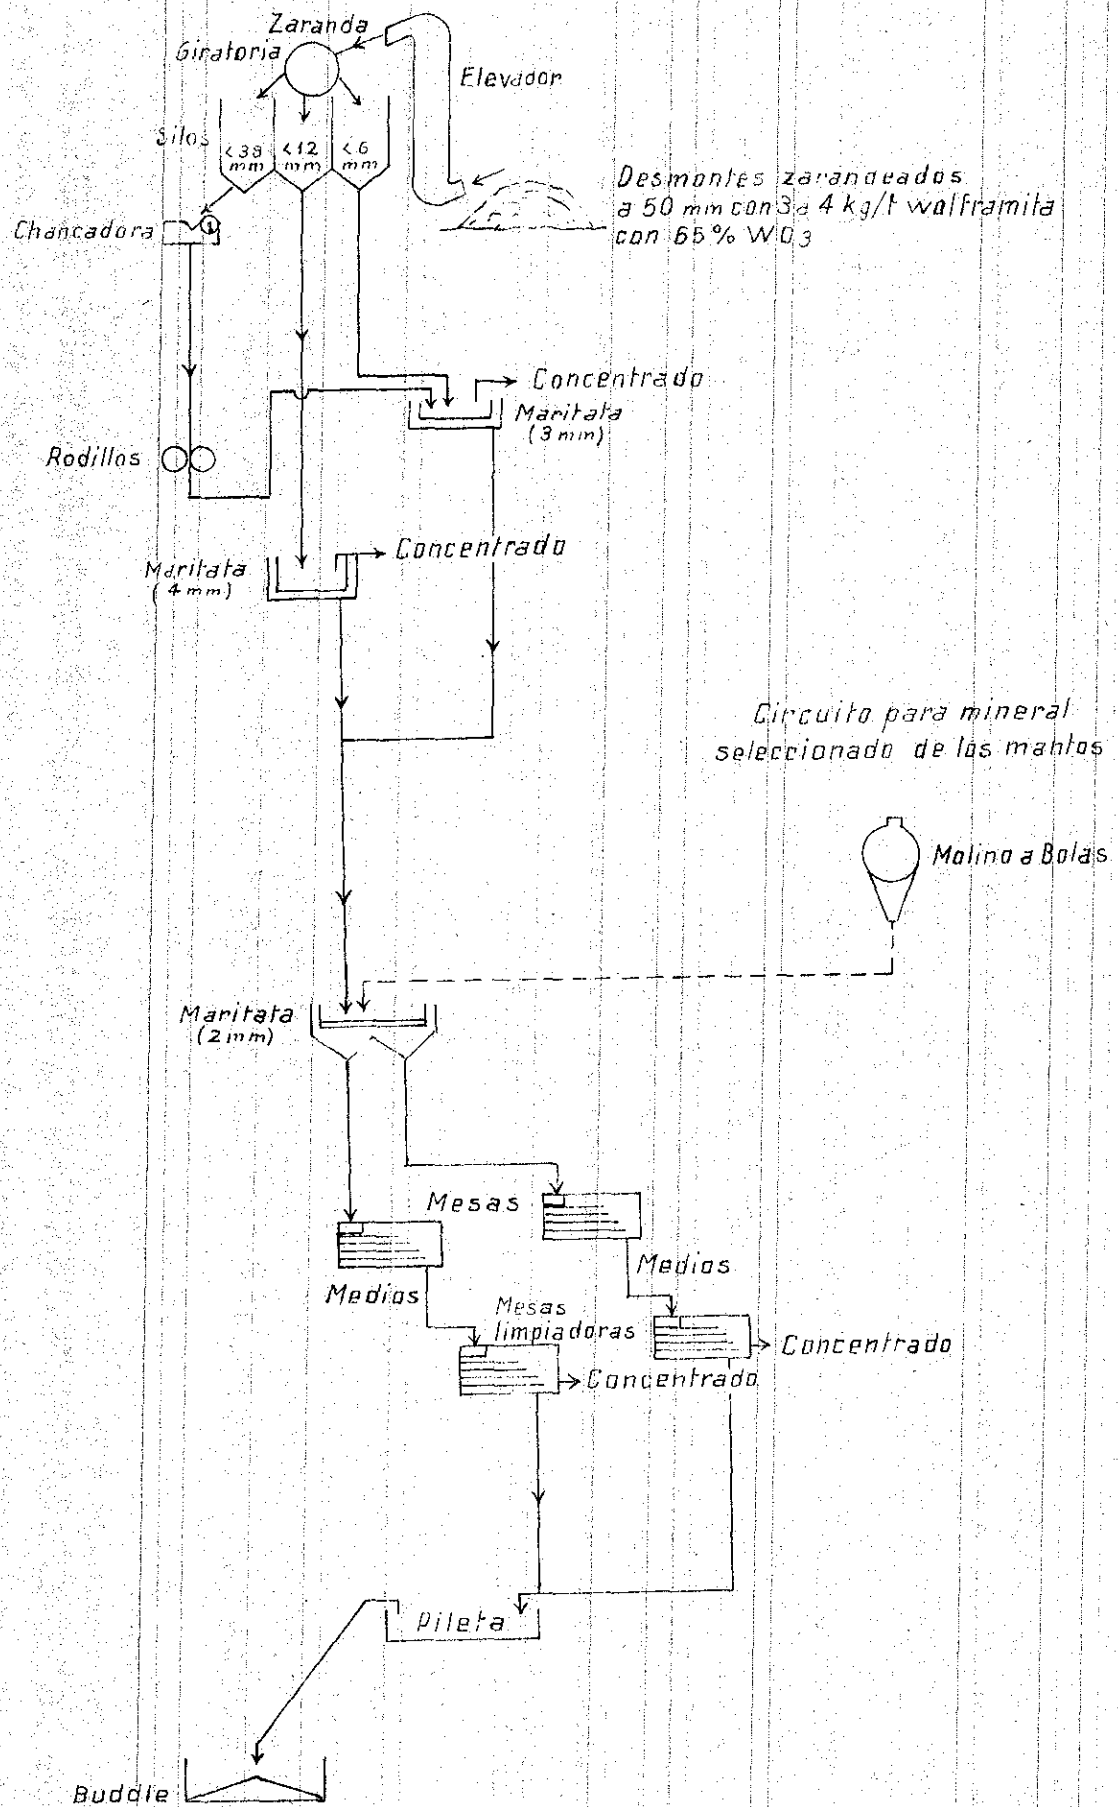 Zaranda
Giratoria
Elevador
Silos
<38 mm
<12 mm
<6 mm
Desmontes zarandeados
a 50 mm con 3 a 4 kg/t wolframita
con 65% WO3
Chancadora
Concentrado
Maritata
(3 mm)
Rodillos
Concentrado
Maritata
(4 mm)
Circuito para mineral
seleccionado de los mantos
Molino a Bolas
Maritata
(2 mm)
Mesas
Medios
Medios
Mesas
limpiadoras
Concentrado
Concentrado
Pileta
Buddle